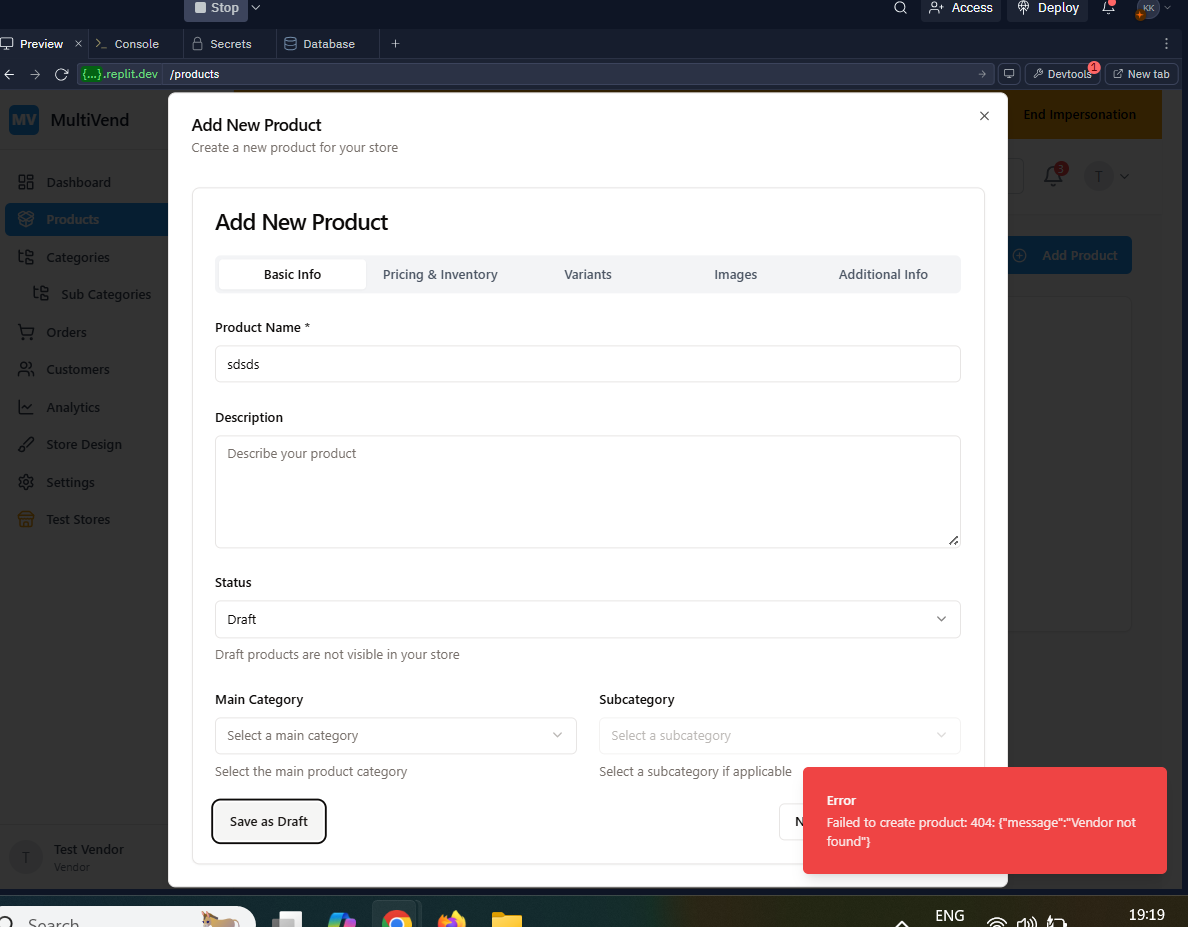 Stop
Access
Deploy
KK
Preview
Console
Secrets
Database
{...}.replit.dev /products
Devtools
1
New tab
MV
MultiVend
End Impersonation
Add New Product
Create a new product for your store
Dashboard
Products
Categories
Sub Categories
Orders
Customers
Analytics
Store Design
Settings
Test Stores
3
T
Add Product
Add New Product
Basic Info
Pricing & Inventory
Variants
Images
Additional Info
Product Name *
sdsds
Description
Describe your product
Status
Draft
Draft products are not visible in your store
Main Category
Subcategory
Select a main category
Select a subcategory
Select the main product category
Select a subcategory if applicable
Save as Draft
N
Error
Failed to create product: 404: {"message":"Vendor not
found"}
T
Test Vendor
Vendor
Search
ENG
19:19